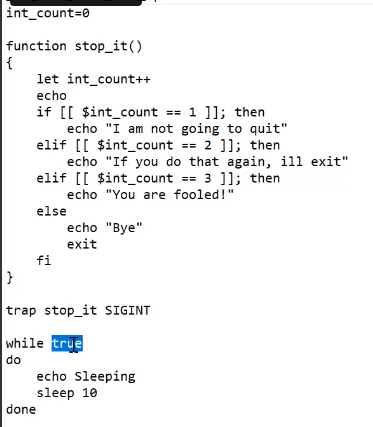 int_count=0
function stop_it()
{
    let int_count++
    echo
    if [[ $int_count == 1 ]]; then
        echo "I am not going to quit"
    elif [[ $int_count == 2 ]]; then
        echo "If you do that again, ill exit"
    elif [[ $int_count == 3 ]]; then
        echo "You are fooled!"
    else
        echo "Bye"
        exit
    fi
}
trap stop_it SIGINT
while true
do
    echo Sleeping
    sleep 10
done